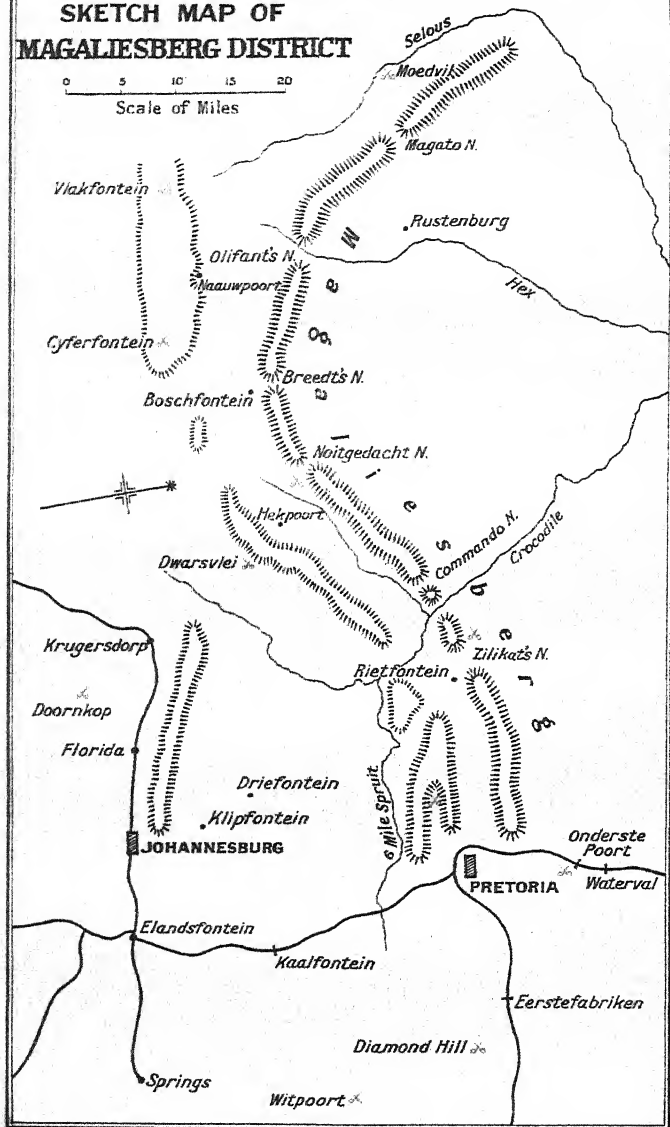 SKETCH MAP OF
MAGALIESBERG DISTRICT
0 5 10 15 20
Scale of Miles
Selous
Moedvil
Magato N.
Vlakfontein
Rustenburg
Olifant's N.
Naauwpoort
Hex
Cyferfontein
Breedt's N.
Boschfontein
Magaliesberg
Noitgedacht N.
Hekpoort
Commando N.
Crocodile
Dwarsvlei
Krugersdorp
Zilikat's N.
Rietfontein
Doornkop
Florida
Driefontein
6 Mile Spruit
Klipfontein
JOHANNESBURG
Onderste
Poort
PRETORIA
Waterval
Elandsfontein
Kaalfontein
Eerstefabriken
Diamond Hill
Springs
Witpoort